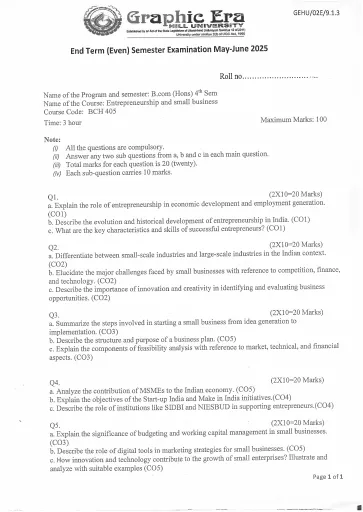 GEHU/02E/9.1.3
Graphic Era
HILL UNIVERSITY
End Term (Even) Semester Examination May-June 2025
Roll no..............................
Name of the Program and semester: B.com (Hons) 4th Sem
Name of the Course: Entrepreneurship and small business
Course Code: BCH 405
Time: 3 hour Maximum Marks: 100
Note:
(i) All the questions are compulsory.
(ii) Answer any two sub questions from a, b and c in each main question.
(iii) Total marks for each question is 20 (twenty).
(iv) Each sub-question carries 10 marks.
Q1. (2X10=20 Marks)
a. Explain the role of entrepreneurship in economic development and employment generation.
(CO1)
b. Describe the evolution and historical development of entrepreneurship in India. (CO1)
c. What are the key characteristics and skills of successful entrepreneurs? (CO1)
Q2. (2X10=20 Marks)
a. Differentiate between small-scale industries and large-scale industries in the Indian context.
(CO2)
b. Elucidate the major challenges faced by small businesses with reference to competition, finance,
and technology. (CO2)
c. Describe the importance of innovation and creativity in identifying and evaluating business
opportunities. (CO2)
Q3. (2X10=20 Marks)
a. Summarize the steps involved in starting a small business from idea generation to
implementation. (CO3)
b. Describe the structure and purpose of a business plan. (CO5)
c. Explain the components of feasibility analysis with reference to market, technical, and financial
aspects. (CO3)
Q4. (2X10=20 Marks)
a. Analyze the contribution of MSMEs to the Indian economy. (CO5)
b. Explain the objectives of the Start-up India and Make in India initiatives.(CO4)
c. Describe the role of institutions like SIDBI and NIESBUD in supporting entrepreneurs.(CO4)
Q5. (2X10=20 Marks)
a. Explain the significance of budgeting and working capital management in small businesses.
(CO3)
b. Describe the role of digital tools in marketing strategies for small businesses. (CO5)
c. How innovation and technology contribute to the growth of small enterprises? Illustrate and
analyze with suitable examples (CO5)
Page 1 of 1